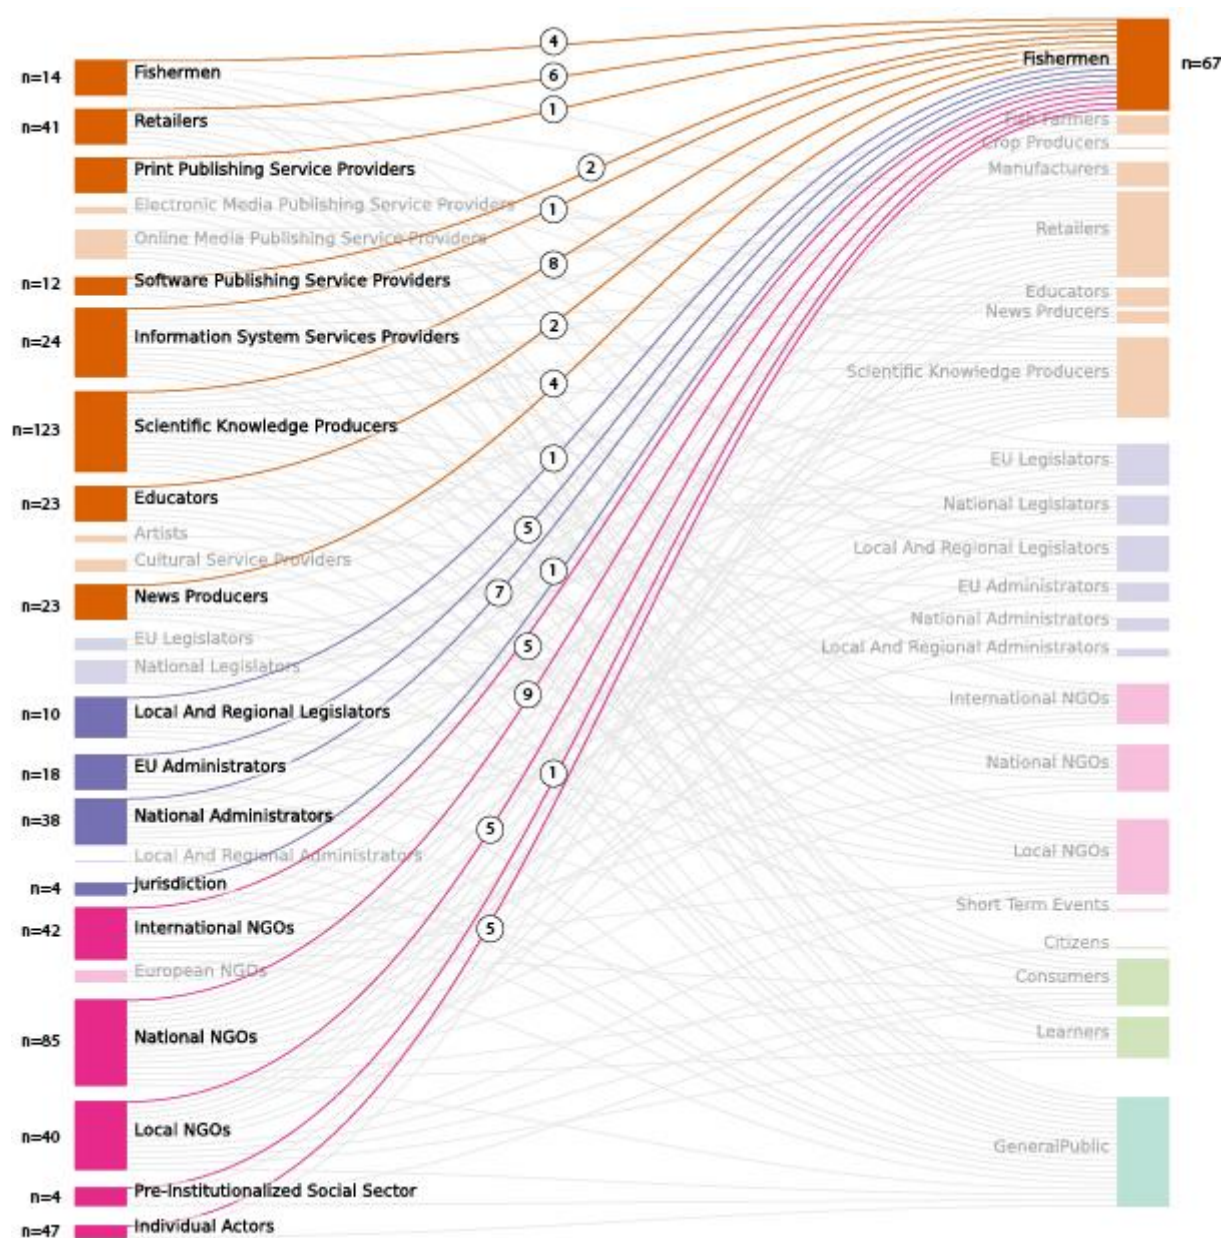 Fishermen
n=14
Retailers
n=41
Print Publishing Service Providers
Electronic Media Publishing Service Providers
Online Media Publishing Service Providers
Software Publishing Service Providers
n=12
Information System Services Providers
n=24
Scientific Knowledge Producers
n=123
Educators
n=23
Artists
Cultural Service Providers
News Producers
n=23
EU Legislators
National Legislators
Local And Regional Legislators
n=10
EU Administrators
n=18
National Administrators
n=38
Local And Regional Administrators
Jurisdiction
n=4
International NGOs
n=42
European NGOs
National NGOs
n=85
Local NGOs
n=40
Pre-Institutionalized Social Sector
n=4
Individual Actors
n=47
4
6
1
2
1
8
2
4
1
5
1
7
5
9
1
5
5
Fishermen
n=67
Fish Farmers
Crop Producers
Manufacturers
Retailers
Educators
News Prducers
Scientific Knowledge Producers
EU Legislators
National Legislators
Local And Regional Legislators
EU Administrators
National Administrators
Local And Regional Administrators
International NGOs
National NGOs
Local NGOs
Short Term Events
Citizens
Consumers
Learners
GeneralPublic